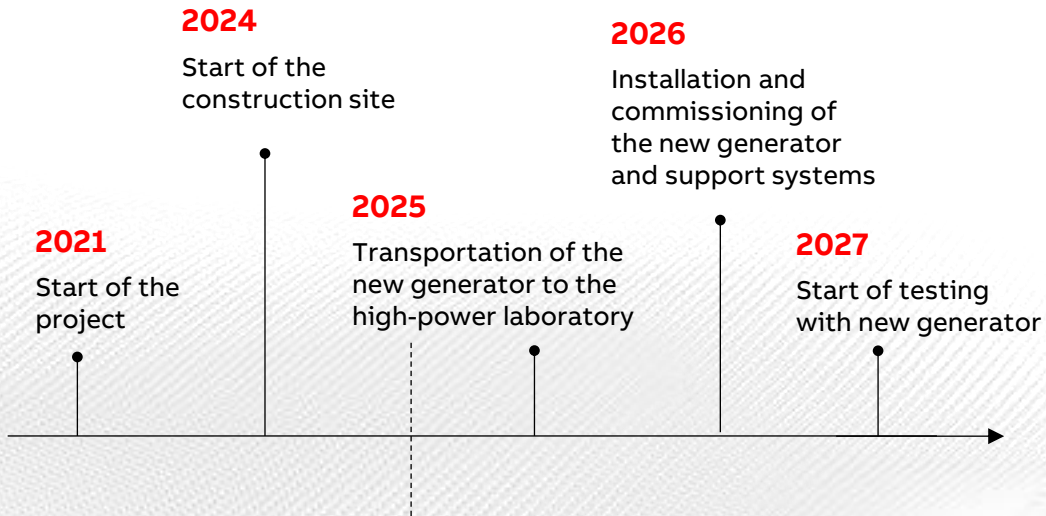 2021
Start of the
project
2024
Start of the
construction site
2025
Transportation of the
new generator to the
high-power laboratory
2026
Installation and
commissioning of
the new generator
and support systems
2027
Start of testing
with new generator